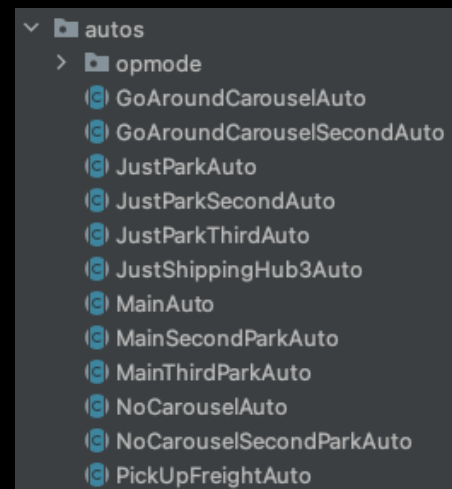 autos
opmode
GoAroundCarouselAuto
GoAroundCarouselSecondAuto
JustParkAuto
JustParkSecondAuto
JustParkThirdAuto
JustShippingHub3Auto
MainAuto
MainSecondParkAuto
MainThirdParkAuto
NoCarouselAuto
NoCarouselSecondParkAuto
PickUpFreightAuto